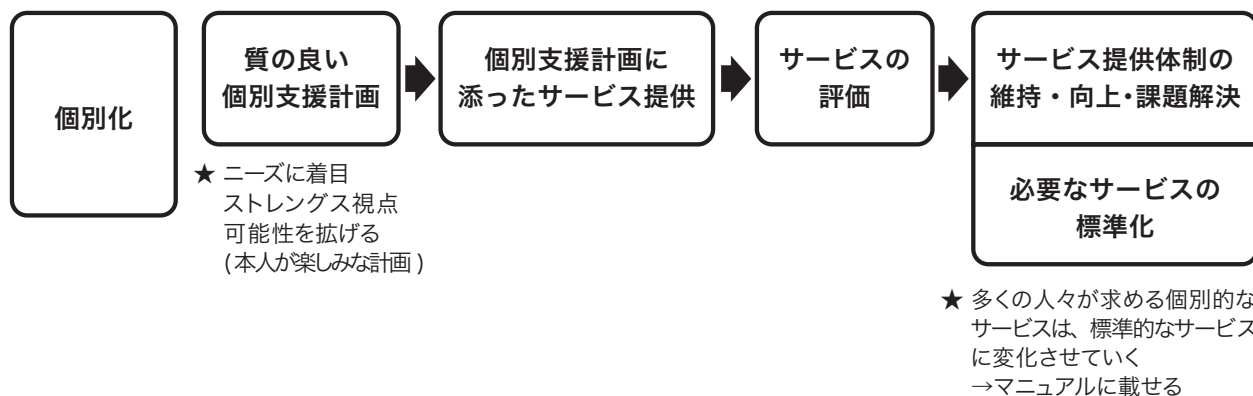 個別化
質の良い
個別支援計画
個別支援計画に
添ったサービス提供
サービスの
評価
サービス提供体制の
維持・向上・課題解決
必要なサービスの
標準化
★ ニーズに着目
ストレングス視点
可能性を拡げる
(本人が楽しみな計画)
★ 多くの人々が求める個別的な
サービスは、標準的なサービス
に変化させていく
→マニュアルに載せる